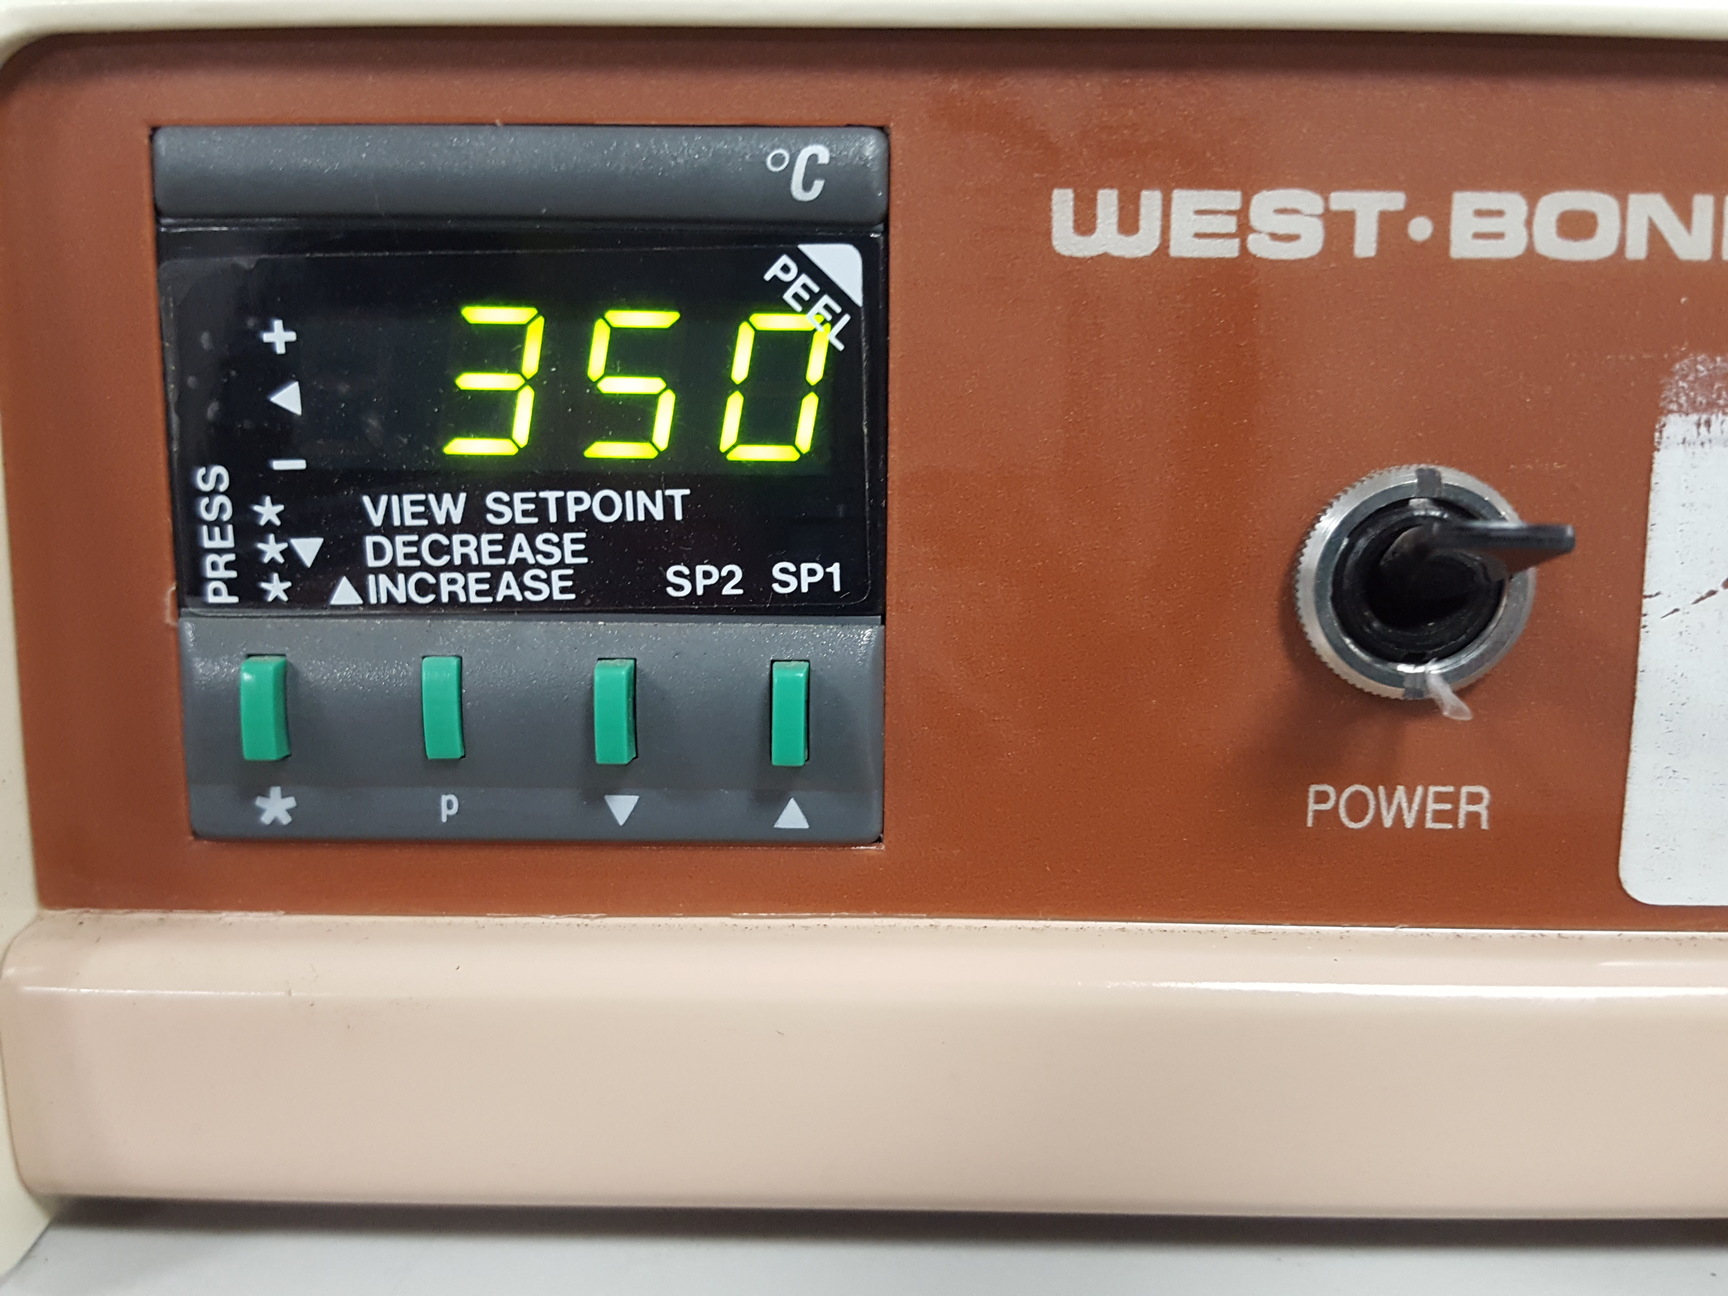 °C
PEEL
350
PRESS
* VIEW SETPOINT
*▼ DECREASE
* ▲INCREASE
SP2 SP1
* p ▼ ▲
WEST·BON
POWER